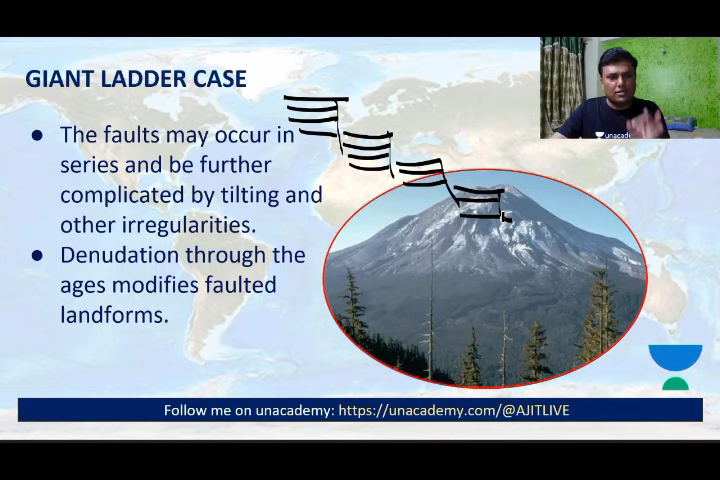 GIANT LADDER CASE
● The faults may occur in
series and be further
complicated by tilting and
other irregularities.
● Denudation through the
ages modifies faulted
landforms.
unacade
Follow me on unacademy: https://unacademy.com/@AJITLIVE